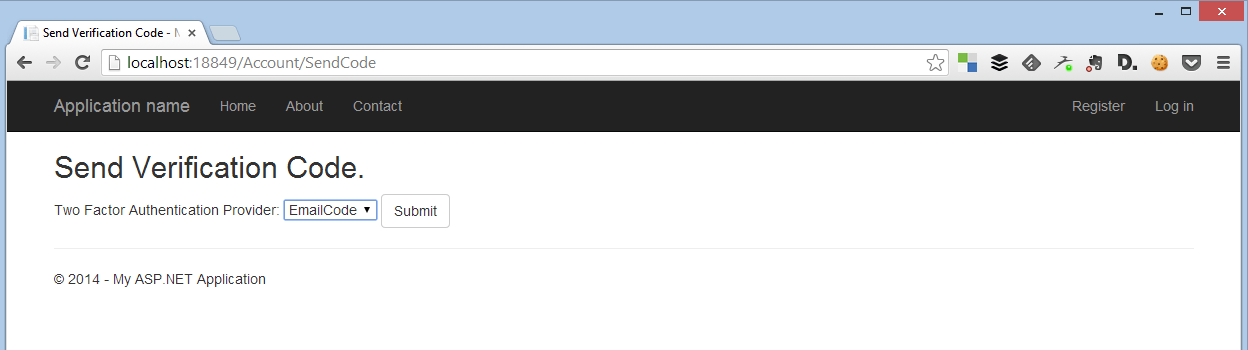 Send Verification Code - M
localhost:18849/Account/SendCode
D.
Application name Home About Contact Register Log in
Send Verification Code.
Two Factor Authentication Provider: EmailCode Submit
© 2014 - My ASP.NET Application